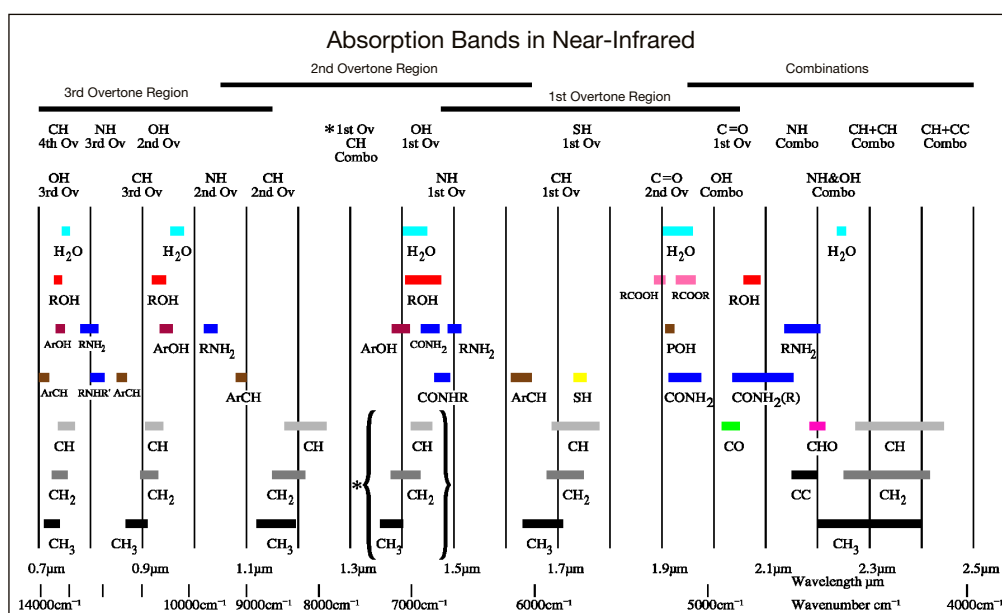 Absorption Bands in Near-Infrared
2nd Overtone Region
Combinations
3rd Overtone Region
1st Overtone Region
CH
4th Ov
NH
3rd Ov
OH
2nd Ov
*1st Ov
CH
Combo
OH
1st Ov
SH
1st Ov
C=O
1st Ov
NH
Combo
CH+CH
Combo
CH+CC
Combo
OH
3rd Ov
CH
3rd Ov
NH
2nd Ov
CH
2nd Ov
NH
1st Ov
CH
1st Ov
C=O
2nd Ov
OH
Combo
NH&OH
Combo
H₂O H₂O H₂O H₂O H₂O
ROH ROH ROH RCOOH RCOOR ROH
ArOH RNH₂ ArOH RNH₂ ArOH CONH₂ RNH₂ POH RNH₂
ArCH RNHR' ArCH ArCH CONHR ArCH SH CONH₂ CONH₂(R)
CH CH CH CH CH CO CHO CH
CH₂ CH₂ CH₂ * CH₂ CH₂ CC CH₂
CH₃ CH₃ CH₃ CH₃ CH₃ CH₃
0.7µm 0.9µm 1.1µm 1.3µm 1.5µm 1.7µm 1.9µm 2.1µm 2.3µm 2.5µm
Wavelength µm
14000cm⁻¹ 10000cm⁻¹ 9000cm⁻¹ 8000cm⁻¹ 7000cm⁻¹ 6000cm⁻¹ 5000cm⁻¹ Wavenumber cm⁻¹ 4000cm⁻¹